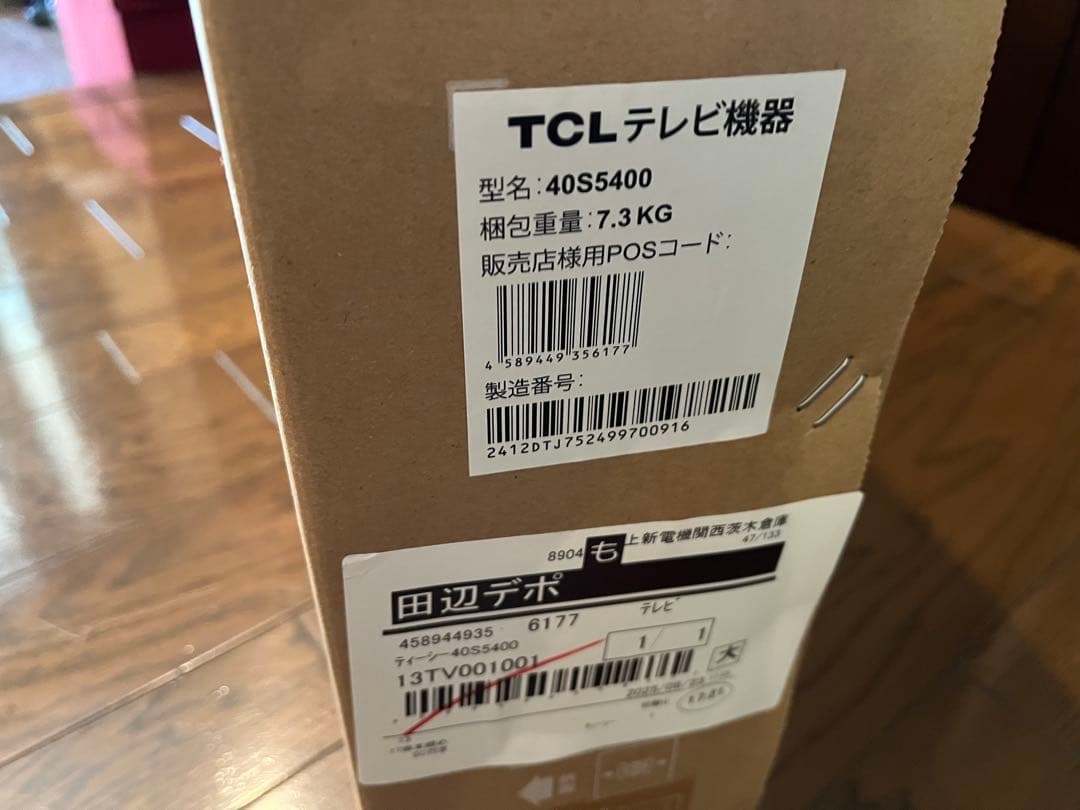 TCLテレビ機器
型名:40S5400
梱包重量:7.3KG
販売店様用POSコード:
4 589449 356177
製造番号:
2412DTJ752499700916
8904 も 上新電機関西茨木倉庫
47/133
田辺デポ
458944935 6177 テレビ
ティーシー40S5400 1/ 1
13TV001001
大